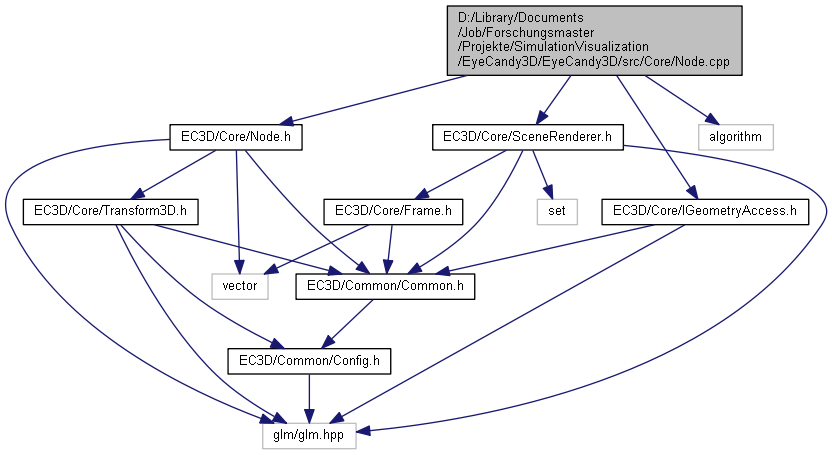 D:/Library/Documents
/Job/Forschungsmaster
/Projekte/SimulationVisualization
/EyeCandy3D/EyeCandy3D/src/Core/Node.cpp
EC3D/Core/Node.h
EC3D/Core/SceneRenderer.h
algorithm
EC3D/Core/Transform3D.h
EC3D/Core/Frame.h
set
EC3D/Core/IGeometryAccess.h
vector
EC3D/Common/Common.h
EC3D/Common/Config.h
glm/glm.hpp